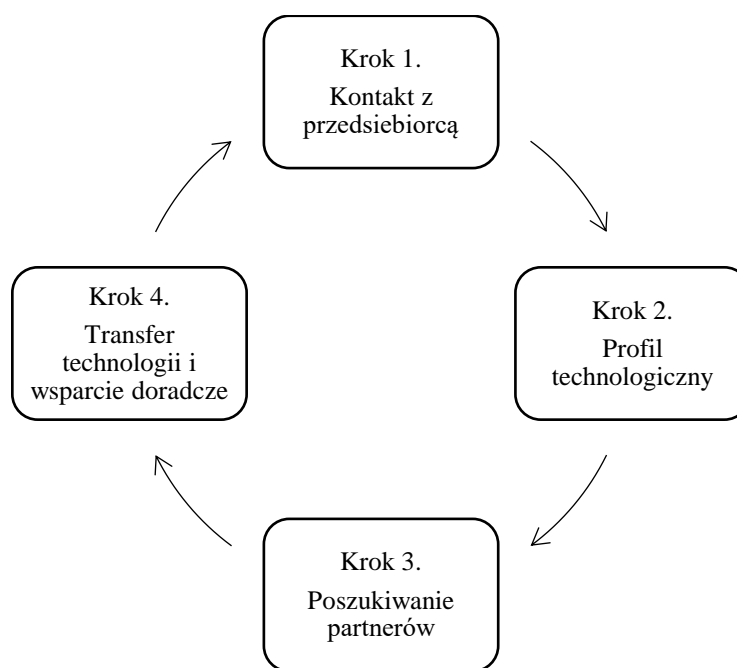 Krok 1.
Kontakt z
przedsiebiorcą
Krok 2.
Profil
technologiczny
Krok 3.
Poszukiwanie
partnerów
Krok 4.
Transfer
technologii i
wsparcie doradcze